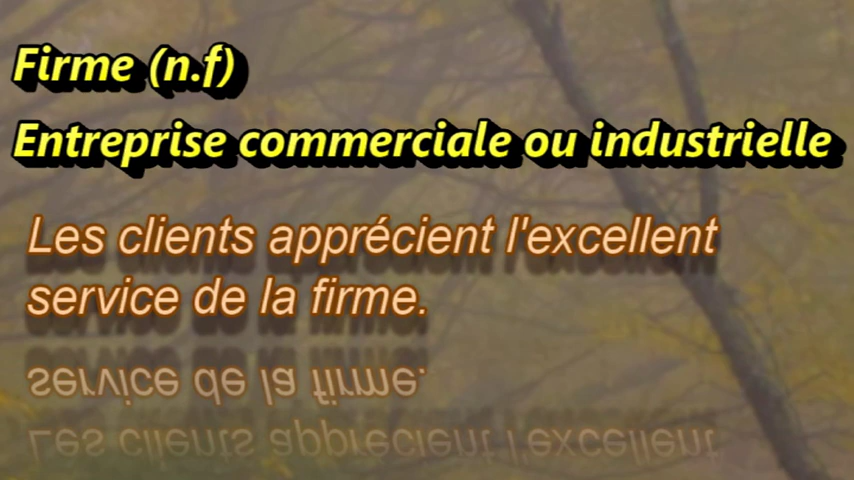 Firme (n.f)
Entreprise commerciale ou industrielle
Les clients apprécient l'excellent
service de la firme.